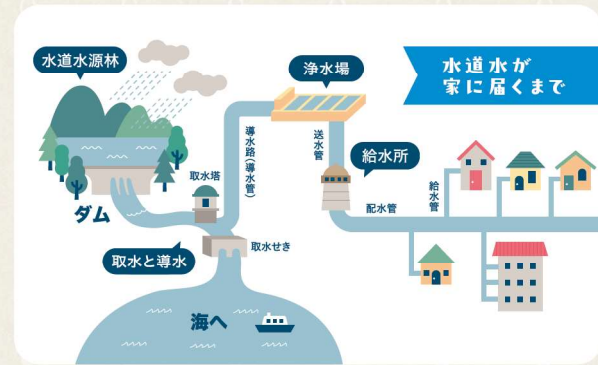 水道水が
家に届くまで
水道水源林
浄水場
導水路(導水管)
送水管
給水所
取水塔
ダム
給水管
配水管
取水せき
取水と導水
海へ